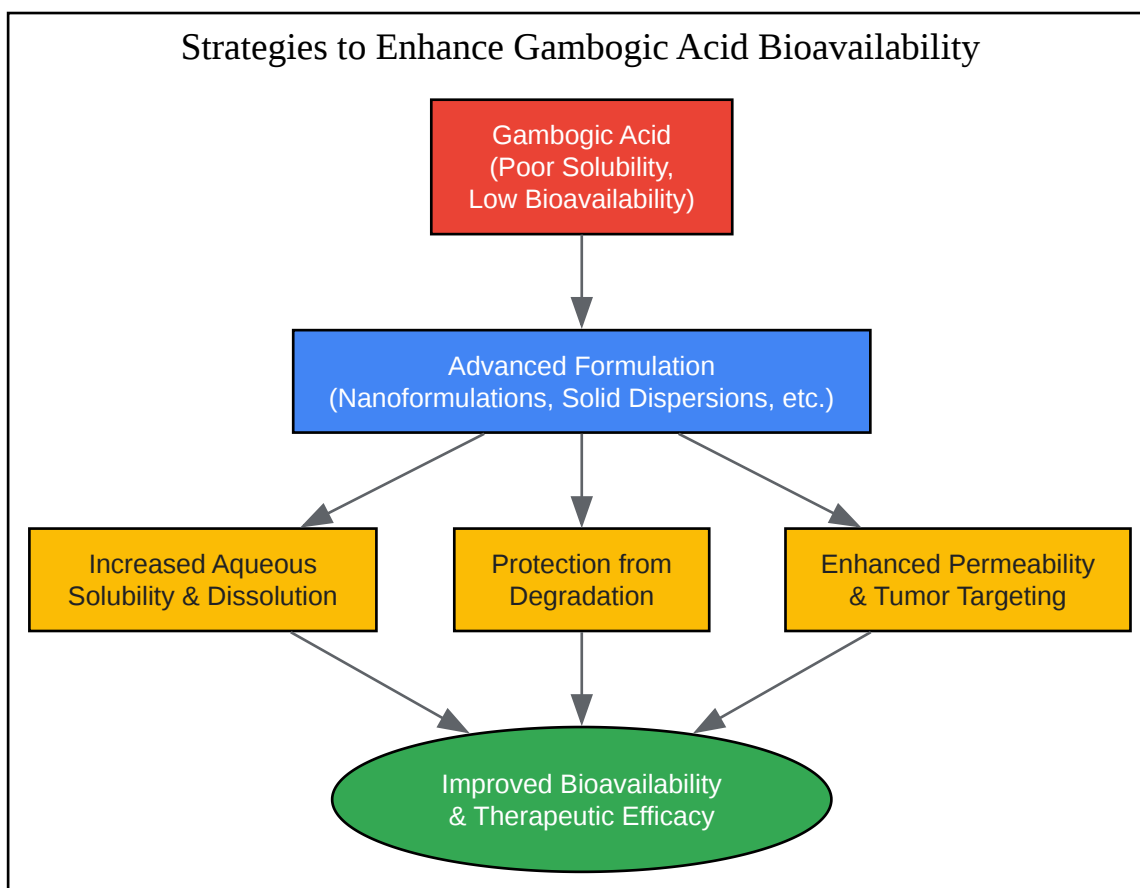 Strategies to Enhance Gambogic Acid Bioavailability
Gambogic Acid
(Poor Solubility,
Low Bioavailability)
Advanced Formulation
(Nanoformulations, Solid Dispersions, etc.)
Increased Aqueous
Solubility & Dissolution
Protection from
Degradation
Enhanced Permeability
& Tumor Targeting
Improved Bioavailability
& Therapeutic Efficacy